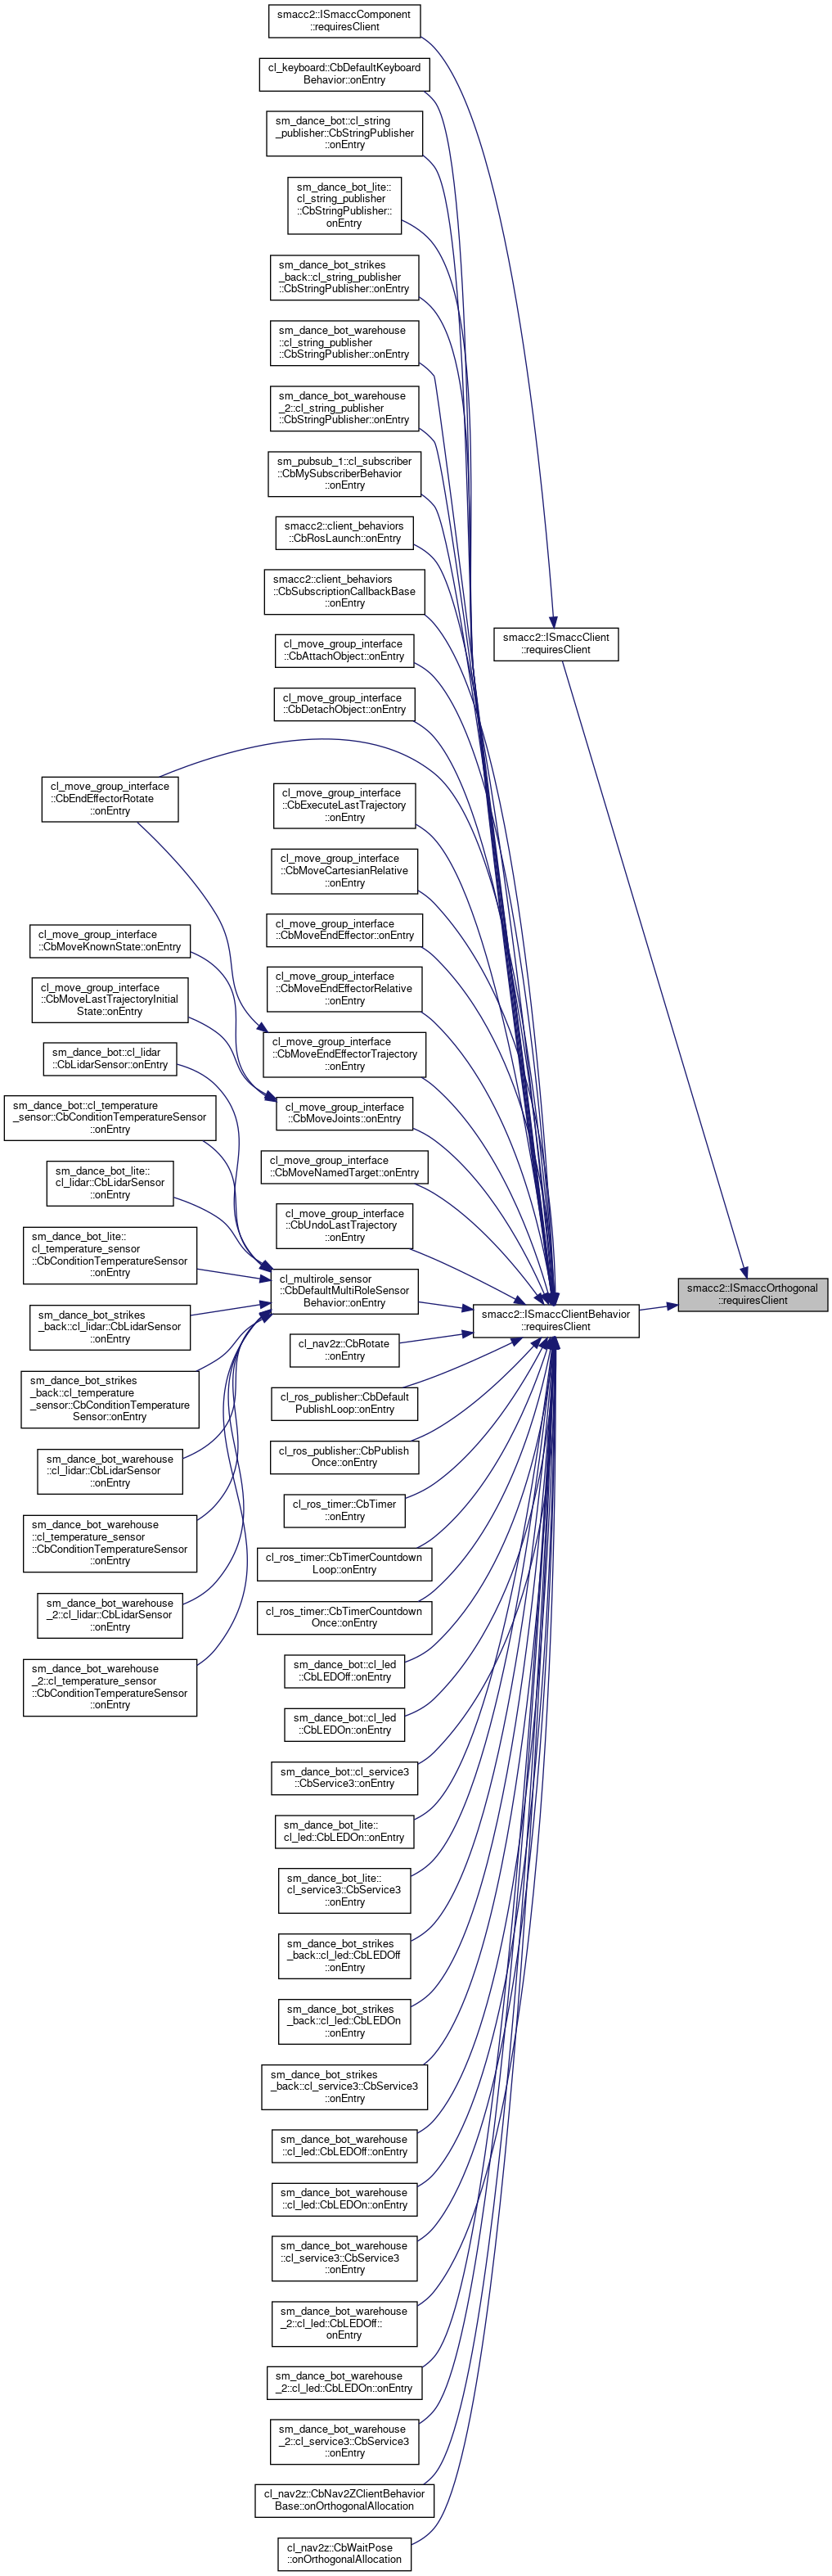 smacc2::ISmaccComponent
::requiresClient
cl_keyboard::CbDefaultKeyboard
Behavior::onEntry
sm_dance_bot::cl_string
_publisher::CbStringPublisher
::onEntry
sm_dance_bot_lite::
cl_string_publisher
::CbStringPublisher::
onEntry
sm_dance_bot_strikes
_back::cl_string_publisher
::CbStringPublisher::onEntry
sm_dance_bot_warehouse
::cl_string_publisher
::CbStringPublisher::onEntry
sm_dance_bot_warehouse
_2::cl_string_publisher
::CbStringPublisher::onEntry
sm_pubsub_1::cl_subscriber
::CbMySubscriberBehavior
::onEntry
smacc2::client_behaviors
::CbRosLaunch::onEntry
smacc2::client_behaviors
::CbSubscriptionCallbackBase
::onEntry
cl_move_group_interface
::CbAttachObject::onEntry
cl_move_group_interface
::CbDetachObject::onEntry
cl_move_group_interface
::CbExecuteLastTrajectory
::onEntry
cl_move_group_interface
::CbMoveCartesianRelative
::onEntry
cl_move_group_interface
::CbMoveEndEffector::onEntry
cl_move_group_interface
::CbMoveEndEffectorRelative
::onEntry
cl_move_group_interface
::CbMoveEndEffectorTrajectory
::onEntry
cl_move_group_interface
::CbMoveJoints::onEntry
cl_move_group_interface
::CbMoveNamedTarget::onEntry
cl_move_group_interface
::CbUndoLastTrajectory
::onEntry
cl_multirole_sensor
::CbDefaultMultiRoleSensor
Behavior::onEntry
cl_nav2z::CbRotate
::onEntry
cl_ros_publisher::CbDefault
PublishLoop::onEntry
cl_ros_publisher::CbPublish
Once::onEntry
cl_ros_timer::CbTimer
::onEntry
cl_ros_timer::CbTimerCountdown
Loop::onEntry
cl_ros_timer::CbTimerCountdown
Once::onEntry
sm_dance_bot::cl_led
::CbLEDOff::onEntry
sm_dance_bot::cl_led
::CbLEDOn::onEntry
sm_dance_bot::cl_service3
::CbService3::onEntry
sm_dance_bot_lite::
cl_led::CbLEDOn::onEntry
sm_dance_bot_lite::
cl_service3::CbService3
::onEntry
sm_dance_bot_strikes
_back::cl_led::CbLEDOff
::onEntry
sm_dance_bot_strikes
_back::cl_led::CbLEDOn
::onEntry
sm_dance_bot_strikes
_back::cl_service3::CbService3
::onEntry
sm_dance_bot_warehouse
::cl_led::CbLEDOff::onEntry
sm_dance_bot_warehouse
::cl_led::CbLEDOn::onEntry
sm_dance_bot_warehouse
::cl_service3::CbService3
::onEntry
sm_dance_bot_warehouse
_2::cl_led::CbLEDOff::
onEntry
sm_dance_bot_warehouse
_2::cl_led::CbLEDOn::onEntry
sm_dance_bot_warehouse
_2::cl_service3::CbService3
::onEntry
cl_nav2z::CbNav2ZClientBehavior
Base::onOrthogonalAllocation
cl_nav2z::CbWaitPose
::onOrthogonalAllocation
cl_move_group_interface
::CbEndEffectorRotate
::onEntry
cl_move_group_interface
::CbMoveKnownState::onEntry
cl_move_group_interface
::CbMoveLastTrajectoryInitial
State::onEntry
sm_dance_bot::cl_lidar
::CbLidarSensor::onEntry
sm_dance_bot::cl_temperature
_sensor::CbConditionTemperatureSensor
::onEntry
sm_dance_bot_lite::
cl_lidar::CbLidarSensor
::onEntry
sm_dance_bot_lite::
cl_temperature_sensor
::CbConditionTemperatureSensor
::onEntry
sm_dance_bot_strikes
_back::cl_lidar::CbLidarSensor
::onEntry
sm_dance_bot_strikes
_back::cl_temperature
_sensor::CbConditionTemperature
Sensor::onEntry
sm_dance_bot_warehouse
::cl_lidar::CbLidarSensor
::onEntry
sm_dance_bot_warehouse
::cl_temperature_sensor
::CbConditionTemperatureSensor
::onEntry
sm_dance_bot_warehouse
_2::cl_lidar::CbLidarSensor
::onEntry
sm_dance_bot_warehouse
_2::cl_temperature_sensor
::CbConditionTemperatureSensor
::onEntry
smacc2::ISmaccClient
::requiresClient
smacc2::ISmaccClientBehavior
::requiresClient
smacc2::ISmaccOrthogonal
::requiresClient